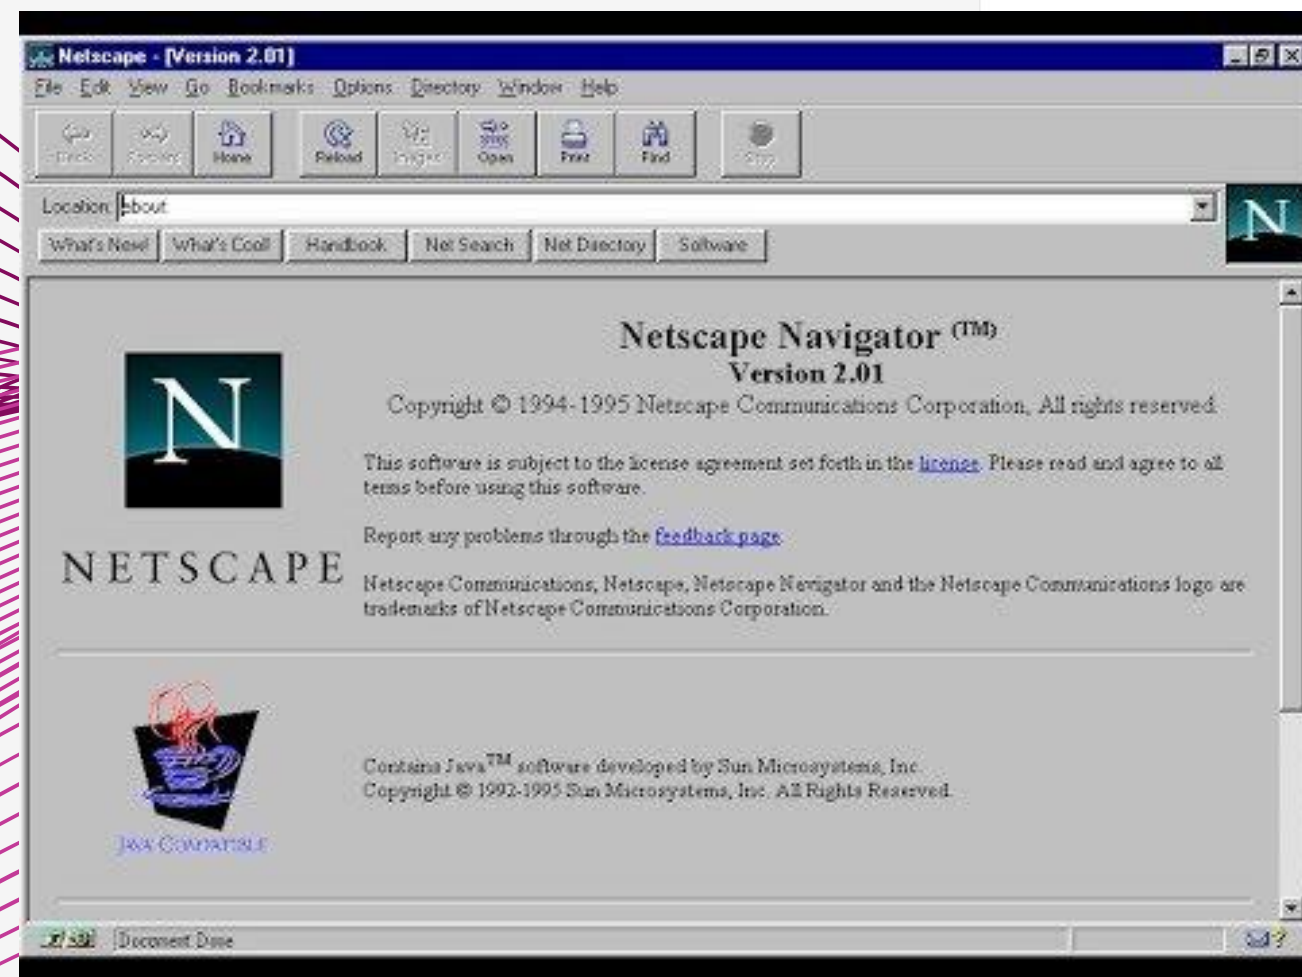 Netscape - [Version 2.01]
File Edit View Go Bookmarks Options Directory Window Help
Back Forward Home Reload Images Open Print Find Stop
Location: about:
What's New! What's Cool! Handbook Net Search Net Directory Software
N
Netscape Navigator (TM)
Version 2.01
Copyright © 1994-1995 Netscape Communications Corporation, All rights reserved.
N
This software is subject to the license agreement set forth in the license. Please read and agree to all
terms before using this software.
Report any problems through the feedback page.
NETSCAPE
Netscape Communications, Netscape, Netscape Navigator and the Netscape Communications logo are
trademarks of Netscape Communications Corporation.
Contains Java™ software developed by Sun Microsystems, Inc.
Copyright © 1992-1995 Sun Microsystems, Inc. All Rights Reserved.
JAVA COMPATIBLE
Document: Done